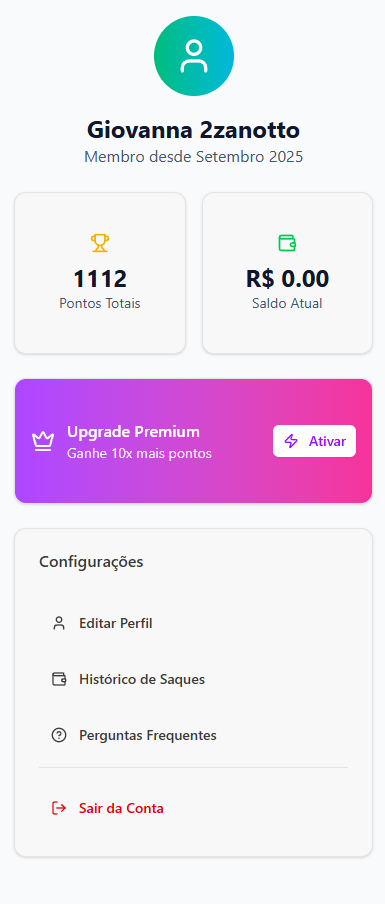 Giovanna 2zanotto
Membro desde Setembro 2025
1112
Pontos Totais
R$ 0.00
Saldo Atual
Upgrade Premium
Ganhe 10x mais pontos
Ativar
Configurações
Editar Perfil
Histórico de Saques
Perguntas Frequentes
Sair da Conta